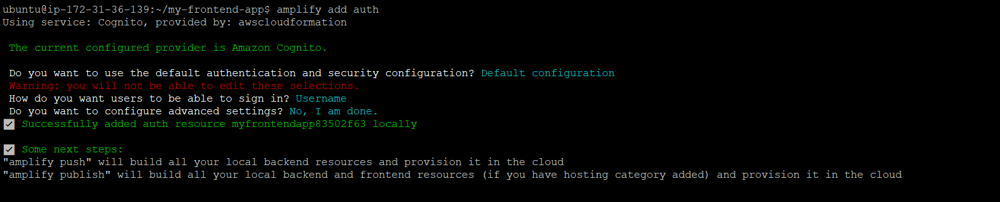 ubuntu@ip-172-31-36-139:~/my-frontend-app$ amplify add auth
Using service: Cognito, provided by: awscloudformation
The current configured provider is Amazon Cognito.
Do you want to use the default authentication and security configuration? Default configuration
Warning: you will not be able to edit these selections.
How do you want users to be able to sign in? Username
Do you want to configure advanced settings? No, I am done.
✓ Successfully added auth resource myfrontendapp83502f63 locally
✓ Some next steps:
"amplify push" will build all your local backend resources and provision it in the cloud
"amplify publish" will build all your local backend and frontend resources (if you have hosting category added) and provision it in the cloud